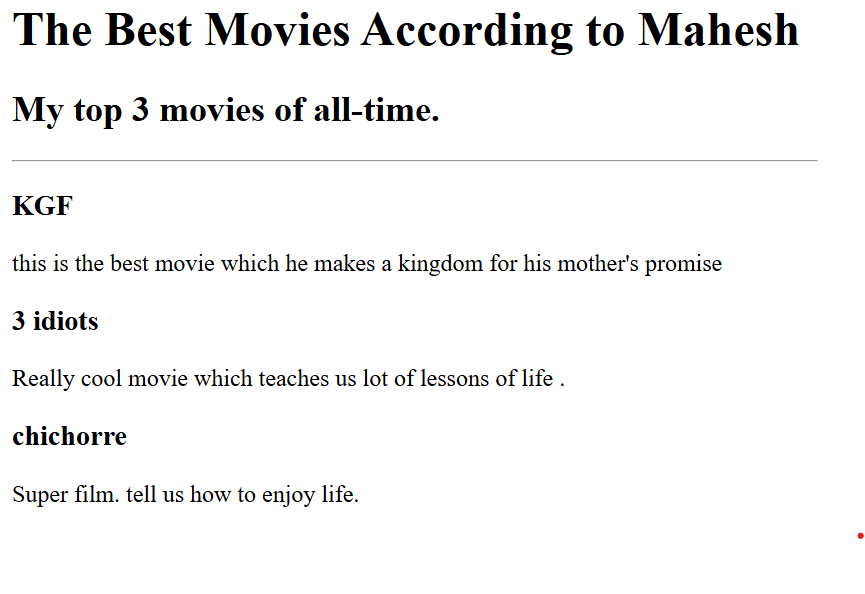 The Best Movies According to Mahesh
My top 3 movies of all-time.
KGF
this is the best movie which he makes a kingdom for his mother's promise
3 idiots
Really cool movie which teaches us lot of lessons of life .
chichorre
Super film. tell us how to enjoy life.